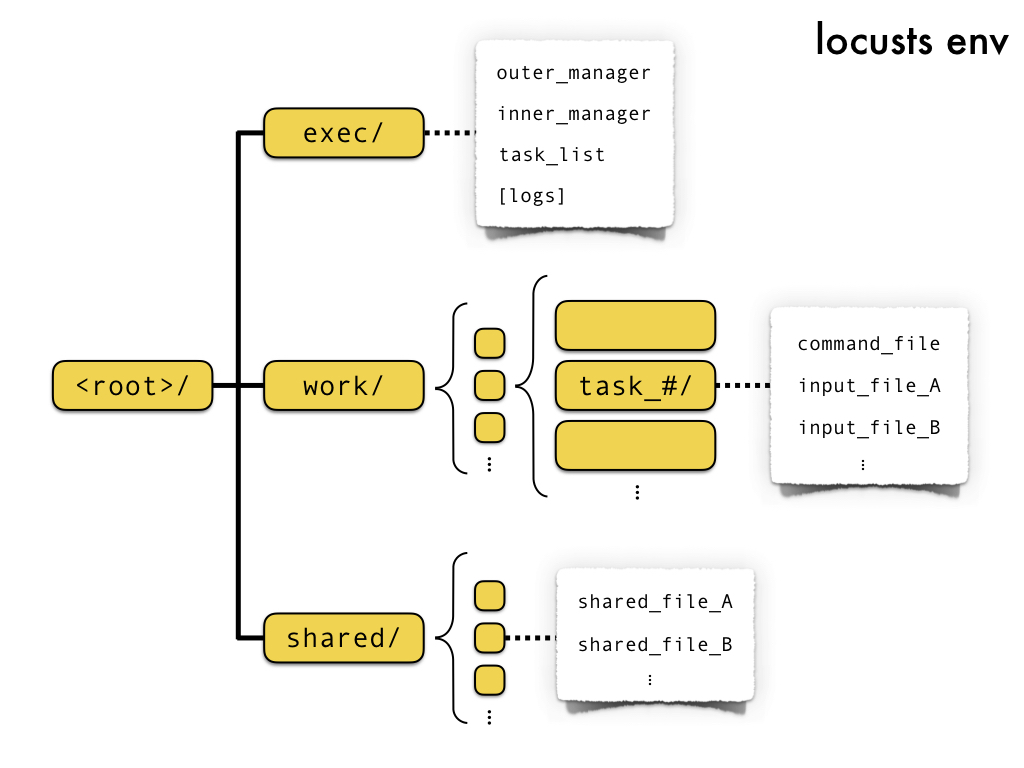 locusts env
outer_manager
inner_manager
task_list
[logs]
exec/
<root>/
work/
task_#/
command_file
input_file_A
input_file_B
⋮
⋮
⋮
shared/
shared_file_A
shared_file_B
⋮
⋮